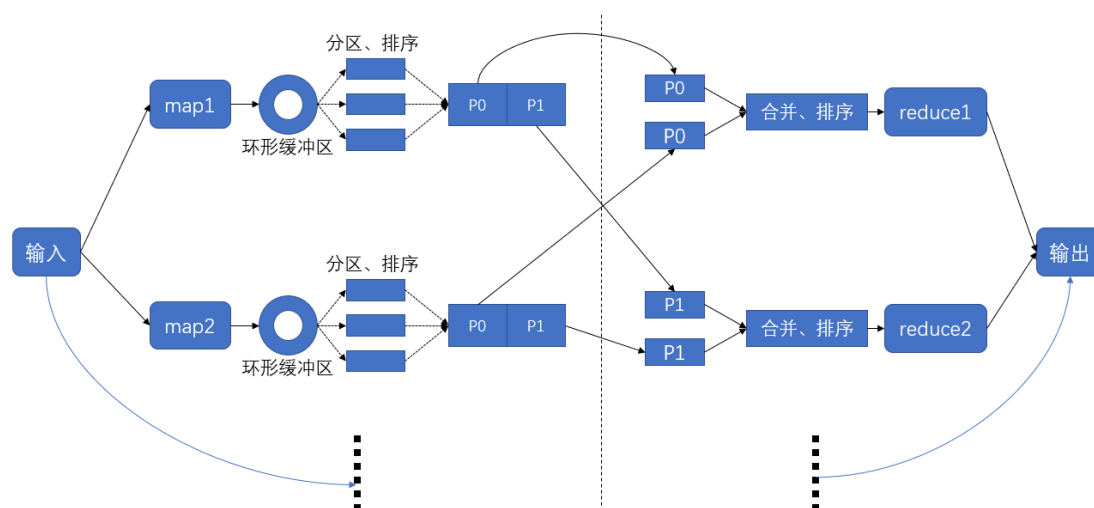 分区、排序
map1
环形缓冲区
P0
P1
P0
P0
合并、排序
reduce1
输入
输出
分区、排序
map2
环形缓冲区
P0
P1
P1
P1
合并、排序
reduce2